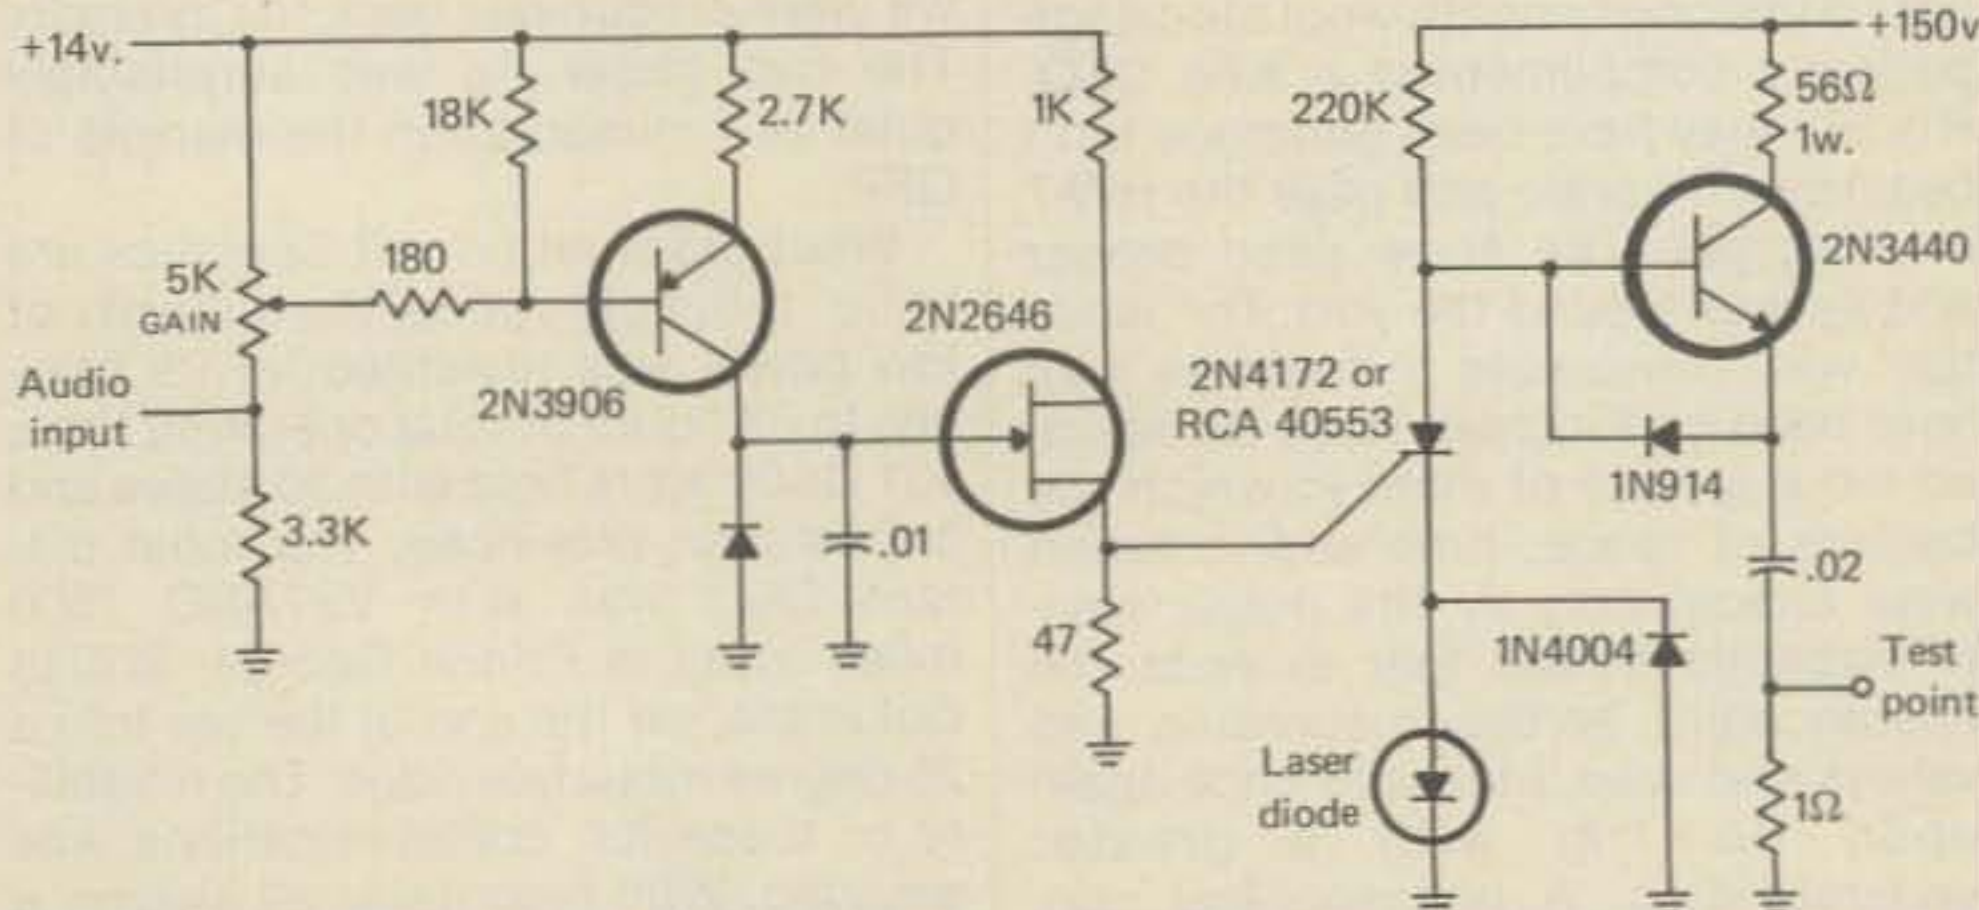 +14v.
18K
2.7K
1K
220K
+150v
56Ω
1w.
5K
GAIN
180
2N3906
2N2646
2N4172 or
RCA 40553
2N3440
1N914
Audio
input
3.3K
.01
47
.02
1N4004
Test
point
Laser
diode
1Ω